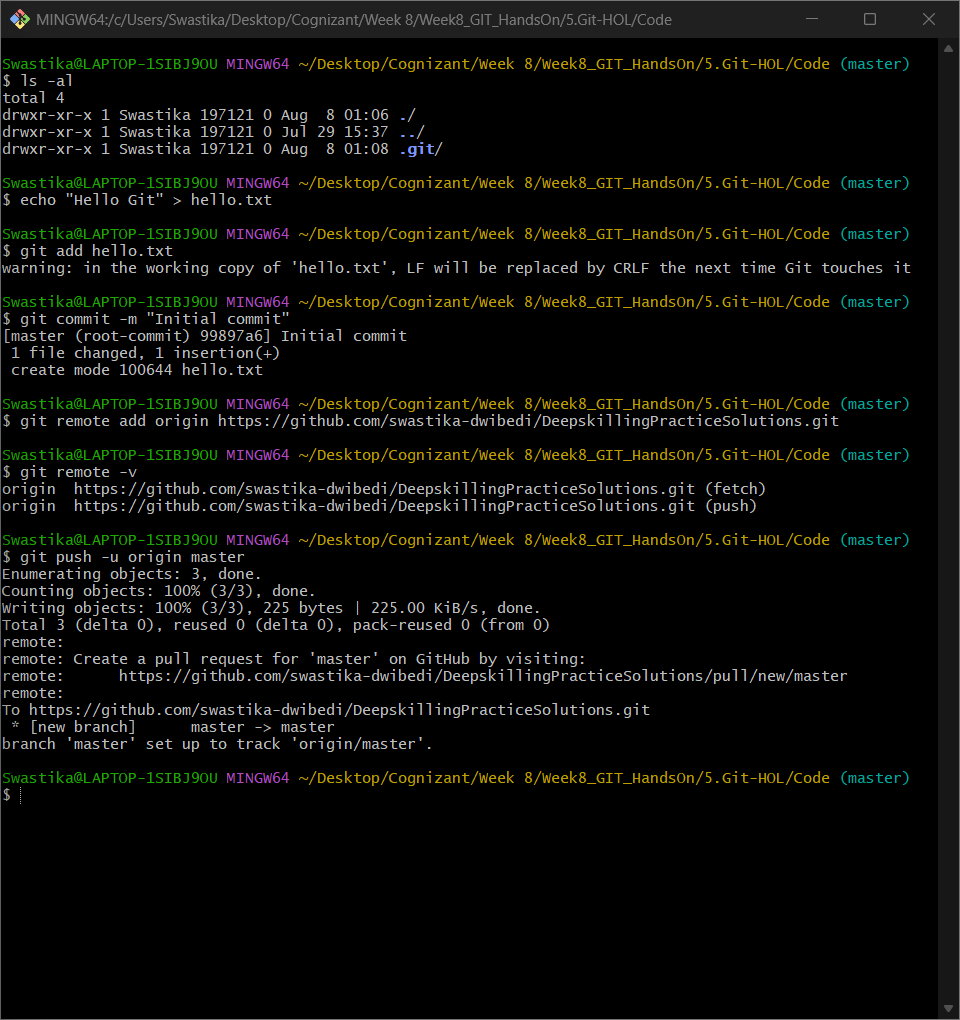 MINGW64:/c/Users/Swastika/Desktop/Cognizant/Week 8/Week8_GIT_HandsOn/5.Git-HOL/Code
Swastika@LAPTOP-1SIBJ9OU MINGW64 ~/Desktop/Cognizant/Week 8/Week8_GIT_HandsOn/5.Git-HOL/Code (master)
$ ls -al
total 4
drwxr-xr-x 1 Swastika 197121 0 Aug  8 01:06 ./
drwxr-xr-x 1 Swastika 197121 0 Jul 29 15:37 ../
drwxr-xr-x 1 Swastika 197121 0 Aug  8 01:08 .git/
Swastika@LAPTOP-1SIBJ9OU MINGW64 ~/Desktop/Cognizant/Week 8/Week8_GIT_HandsOn/5.Git-HOL/Code (master)
$ echo "Hello Git" > hello.txt
Swastika@LAPTOP-1SIBJ9OU MINGW64 ~/Desktop/Cognizant/Week 8/Week8_GIT_HandsOn/5.Git-HOL/Code (master)
$ git add hello.txt
warning: in the working copy of 'hello.txt', LF will be replaced by CRLF the next time Git touches it
Swastika@LAPTOP-1SIBJ9OU MINGW64 ~/Desktop/Cognizant/Week 8/Week8_GIT_HandsOn/5.Git-HOL/Code (master)
$ git commit -m "Initial commit"
[master (root-commit) 99897a6] Initial commit
 1 file changed, 1 insertion(+)
 create mode 100644 hello.txt
Swastika@LAPTOP-1SIBJ9OU MINGW64 ~/Desktop/Cognizant/Week 8/Week8_GIT_HandsOn/5.Git-HOL/Code (master)
$ git remote add origin https://github.com/swastika-dwibedi/DeepskillingPracticeSolutions.git
Swastika@LAPTOP-1SIBJ9OU MINGW64 ~/Desktop/Cognizant/Week 8/Week8_GIT_HandsOn/5.Git-HOL/Code (master)
$ git remote -v
origin  https://github.com/swastika-dwibedi/DeepskillingPracticeSolutions.git (fetch)
origin  https://github.com/swastika-dwibedi/DeepskillingPracticeSolutions.git (push)
Swastika@LAPTOP-1SIBJ9OU MINGW64 ~/Desktop/Cognizant/Week 8/Week8_GIT_HandsOn/5.Git-HOL/Code (master)
$ git push -u origin master
Enumerating objects: 3, done.
Counting objects: 100% (3/3), done.
Writing objects: 100% (3/3), 225 bytes | 225.00 KiB/s, done.
Total 3 (delta 0), reused 0 (delta 0), pack-reused 0 (from 0)
remote:
remote: Create a pull request for 'master' on GitHub by visiting:
remote:      https://github.com/swastika-dwibedi/DeepskillingPracticeSolutions/pull/new/master
remote:
To https://github.com/swastika-dwibedi/DeepskillingPracticeSolutions.git
 * [new branch]      master -> master
branch 'master' set up to track 'origin/master'.
Swastika@LAPTOP-1SIBJ9OU MINGW64 ~/Desktop/Cognizant/Week 8/Week8_GIT_HandsOn/5.Git-HOL/Code (master)
$